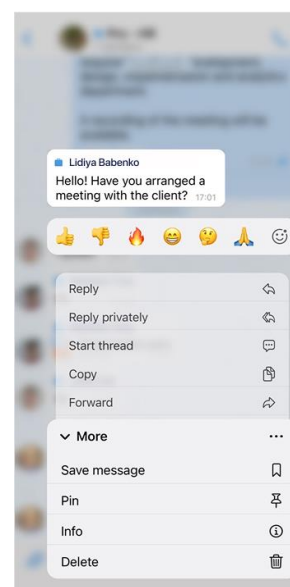 Lidiya Babenko
Hello! Have you arranged a
meeting with the client? 17:01
Reply
Reply privately
Start thread
Copy
Forward
More
Save message
Pin
Info
Delete